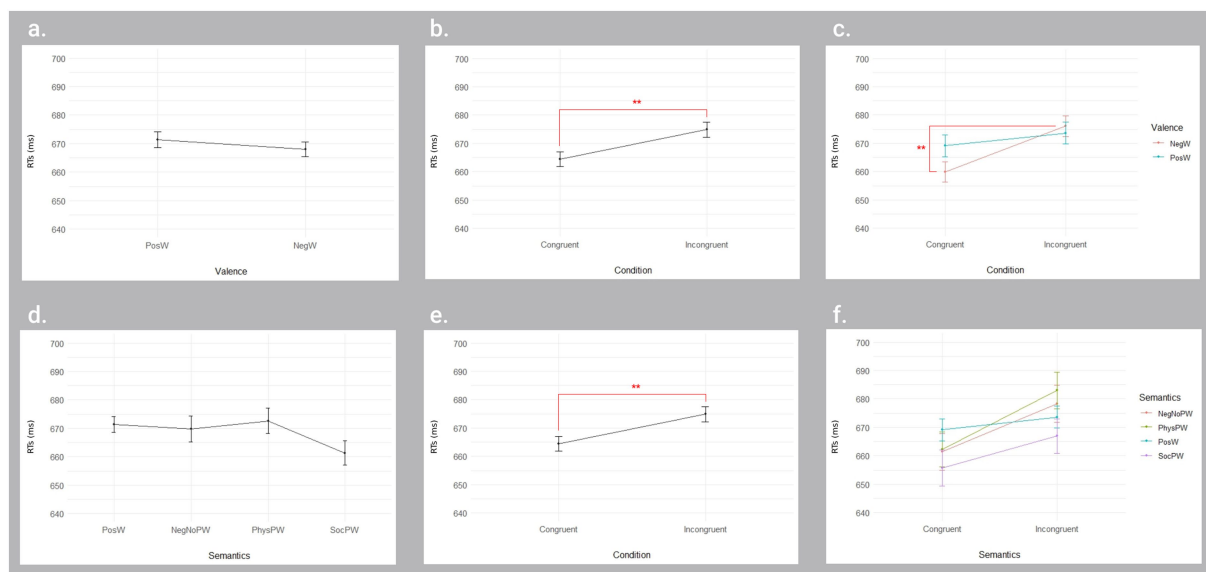 a.
700
690
680
670
660
650
640
RTs (ms)
PosW NegW
Valence
b.
700
690
680
670
660
650
640
RTs (ms)
**
Congruent Incongruent
Condition
c.
700
690
680
670
660
650
640
RTs (ms)
**
Congruent Incongruent
Condition
Valence
NegW
PosW
d.
700
690
680
670
660
650
640
RTs (ms)
PosW NegNoPW PhysPW SocPW
Semantics
e.
700
690
680
670
660
650
640
RTs (ms)
**
Congruent Incongruent
Condition
f.
700
690
680
670
660
650
640
RTs (ms)
Congruent Incongruent
Semantics
Semantics
NegNoPW
PhysPW
PosW
SocPW